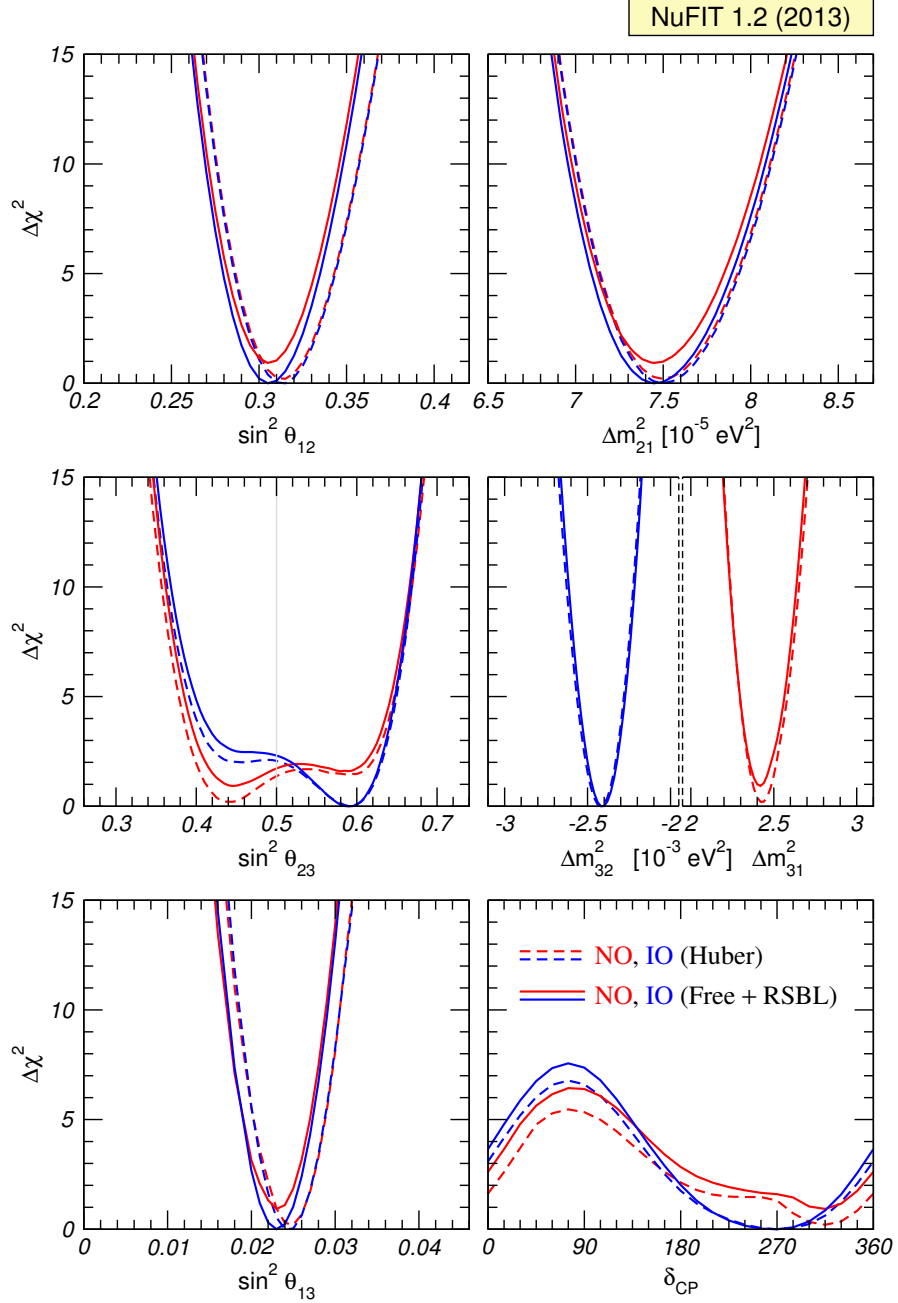 NuFIT 1.2 (2013)
15
10
5
0
Δχ²
0.2 0.25 0.3 0.35 0.4
sin² θ₁₂
6.5 7 7.5 8 8.5
Δm²₂₁ [10⁻⁵ eV²]
15
10
5
0
Δχ²
0.3 0.4 0.5 0.6 0.7
sin² θ₂₃
-3 -2.5 -2 2 2.5 3
Δm²₃₂ [10⁻³ eV²] Δm²₃₁
15
10
5
0
Δχ²
0 0.01 0.02 0.03 0.04
sin² θ₁₃
NO, IO (Huber)
NO, IO (Free + RSBL)
0 90 180 270 360
δCP